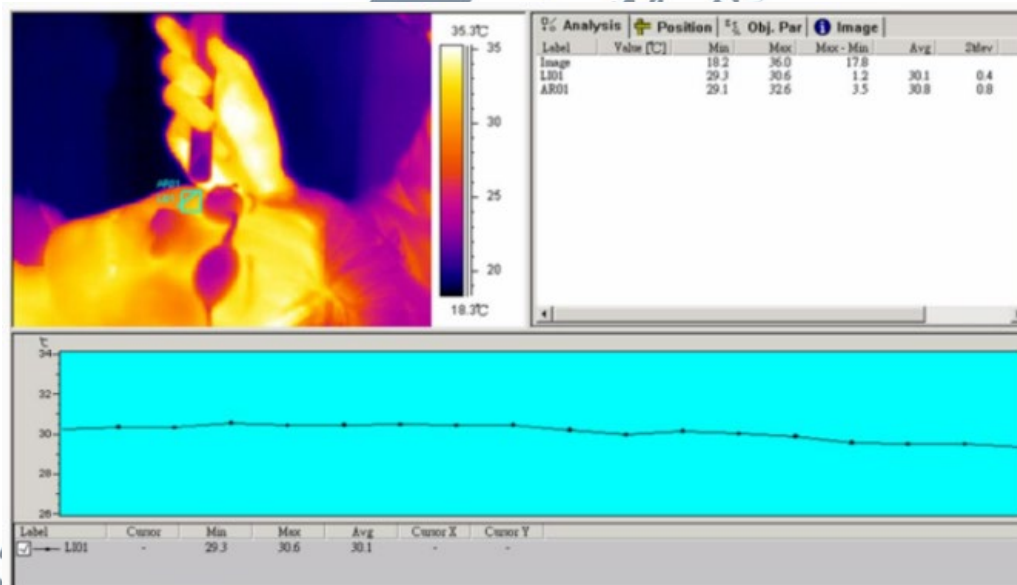 35.3℃
35
30
25
20
18.3℃
AR01
LI01
Analysis Position Obj. Par Image
Label Value [℃] Min Max Max - Min Avg Stdev
Image 18.2 36.0 17.8
LI01 29.3 30.6 1.2 30.1 0.4
AR01 29.1 32.6 3.5 30.8 0.8
℃
34
32
30
28
26
Label Cursor Min Max Avg Cursor X Cursor Y
LI01 - 29.3 30.6 30.1 - -